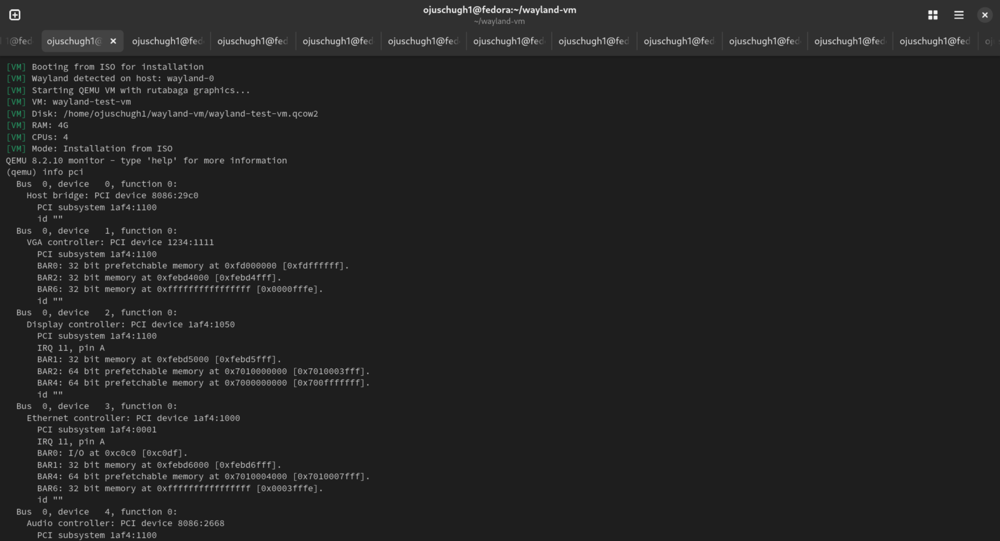 ojuschugh1@fedora:~/wayland-vm
~/wayland-vm
1@fed ojuschugh1@ ojuschugh1@fed ojuschugh1@fed ojuschugh1@fed ojuschugh1@fed ojuschugh1@fed ojuschugh1@fed ojuschugh1@fed ojuschugh1@fed ojuschugh1@fed ojuschugh1@fed oj
[VM] Booting from ISO for installation
[VM] Wayland detected on host: wayland-0
[VM] Starting QEMU VM with rutabaga graphics...
[VM] VM: wayland-test-vm
[VM] Disk: /home/ojuschugh1/wayland-vm/wayland-test-vm.qcow2
[VM] RAM: 4G
[VM] CPUs: 4
[VM] Mode: Installation from ISO
QEMU 8.2.10 monitor - type 'help' for more information
(qemu) info pci
  Bus  0, device   0, function 0:
    Host bridge: PCI device 8086:29c0
      PCI subsystem 1af4:1100
      id ""
  Bus  0, device   1, function 0:
    VGA controller: PCI device 1234:1111
      PCI subsystem 1af4:1100
      BAR0: 32 bit prefetchable memory at 0xfd000000 [0xfdffffff].
      BAR2: 32 bit memory at 0xfebd4000 [0xfebd4fff].
      BAR6: 32 bit memory at 0xffffffffffffffff [0x0000fffe].
      id ""
  Bus  0, device   2, function 0:
    Display controller: PCI device 1af4:1050
      PCI subsystem 1af4:1100
      IRQ 11, pin A
      BAR1: 32 bit memory at 0xfebd5000 [0xfebd5fff].
      BAR2: 64 bit prefetchable memory at 0x7010000000 [0x7010003fff].
      BAR4: 64 bit prefetchable memory at 0x7000000000 [0x700fffffff].
      id ""
  Bus  0, device   3, function 0:
    Ethernet controller: PCI device 1af4:1000
      PCI subsystem 1af4:0001
      IRQ 11, pin A
      BAR0: I/O at 0xc0c0 [0xc0df].
      BAR1: 32 bit memory at 0xfebd6000 [0xfebd6fff].
      BAR4: 64 bit prefetchable memory at 0x7010004000 [0x7010007fff].
      BAR6: 32 bit memory at 0xffffffffffffffff [0x0003fffe].
      id ""
  Bus  0, device   4, function 0:
    Audio controller: PCI device 8086:2668
      PCI subsystem 1af4:1100